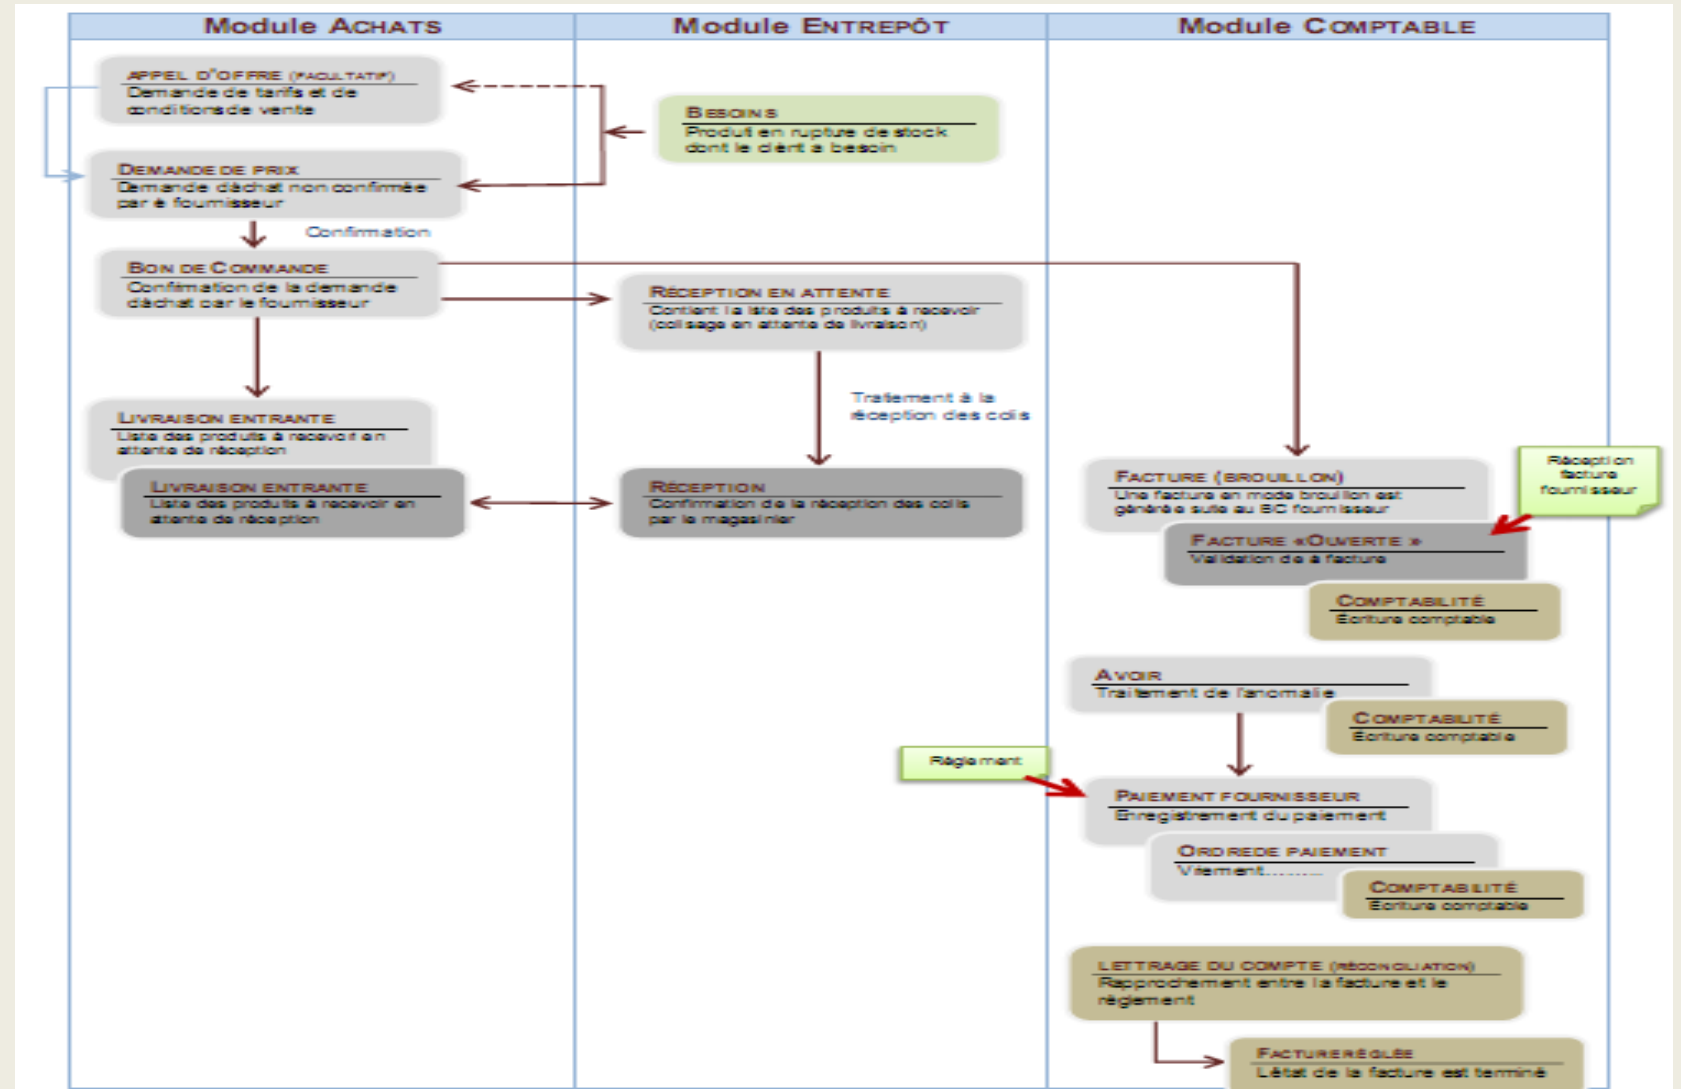 Module ACHATS
Module ENTREPÔT
Module COMPTABLE
APPEL D'OFFRE (FACULTATIF)
Demande de tarifs et de
conditions de vente
BESOINS
Produit en rupture de stock
dont le client a besoin
DEMANDE DE PRIX
Demande d'achat non confirmée
par le fournisseur
Confirmation
BON DE COMMANDE
Confirmation de la demande
d'achat par le fournisseur
RÉCEPTION EN ATTENTE
Contient la liste des produits à recevoir
(colisage en attente de livraison)
Traitement à la
réception des colis
LIVRAISON ENTRANTE
Liste des produits à recevoir en
attente de réception
LIVRAISON ENTRANTE
Liste des produits à recevoir en
attente de réception
RÉCEPTION
Confirmation de la réception des colis
par le magasinier
FACTURE (BROUILLON)
Une facture en mode brouillon est
générée suite au BC fournisseur
Réception
facture
fournisseur
FACTURE «OUVERTE »
Validation de la facture
COMPTABILITÉ
Écriture comptable
AVOIR
Traitement de l'anomalie
COMPTABILITÉ
Écriture comptable
Règlement
PAIEMENT FOURNISSEUR
Enregistrement du paiement
ORDRE DE PAIEMENT
Virement..........
COMPTABILITÉ
Écriture comptable
LETTRAGE DU COMPTE (RÉCONCILIATION)
Rapprochement entre la facture et le
règlement
FACTURE RÉGLÉE
L'état de la facture est terminé